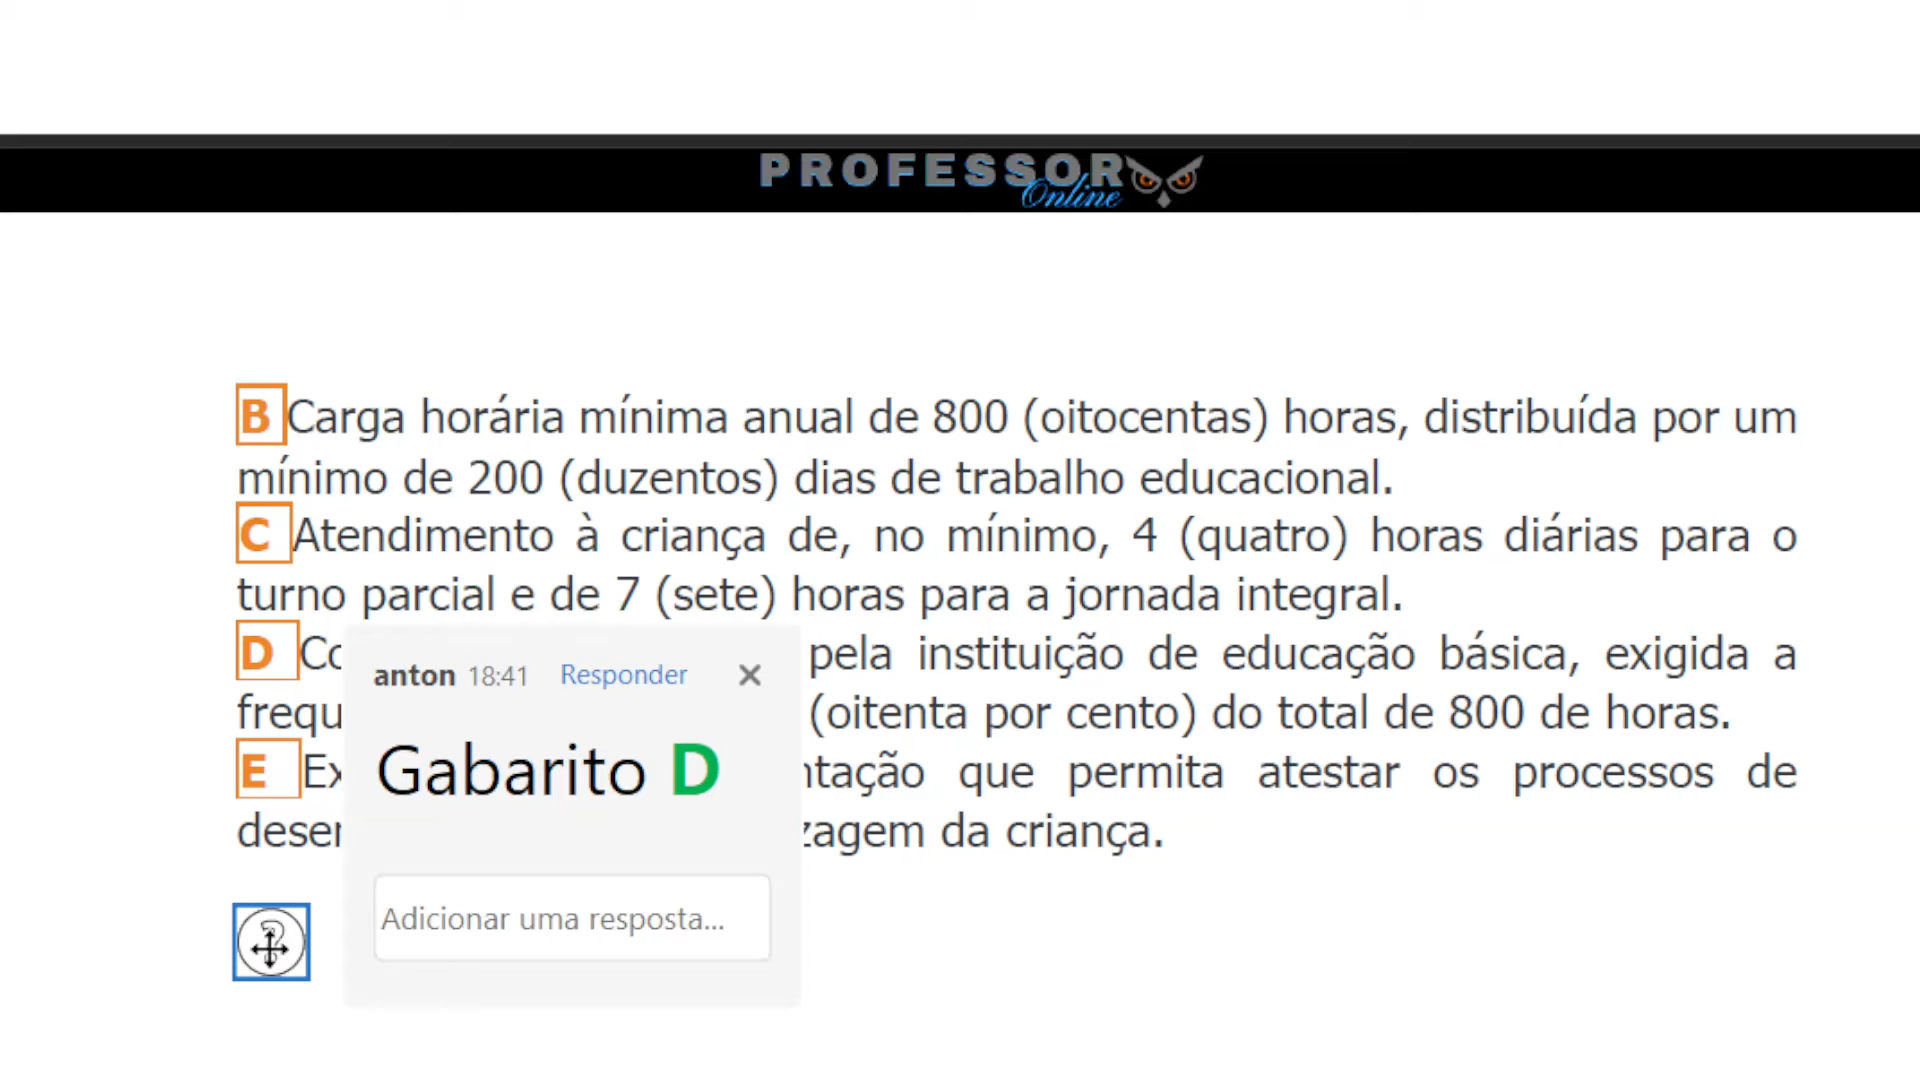 PROFESSOR
Online
B Carga horária mínima anual de 800 (oitocentas) horas, distribuída por um
mínimo de 200 (duzentos) dias de trabalho educacional.
C Atendimento à criança de, no mínimo, 4 (quatro) horas diárias para o
turno parcial e de 7 (sete) horas para a jornada integral.
D pela instituição de educação básica, exigida a
(oitenta por cento) do total de 800 de horas.
E que permita atestar os processos de
da criança.
anton 18:41 Responder
Gabarito D
Adicionar uma resposta...